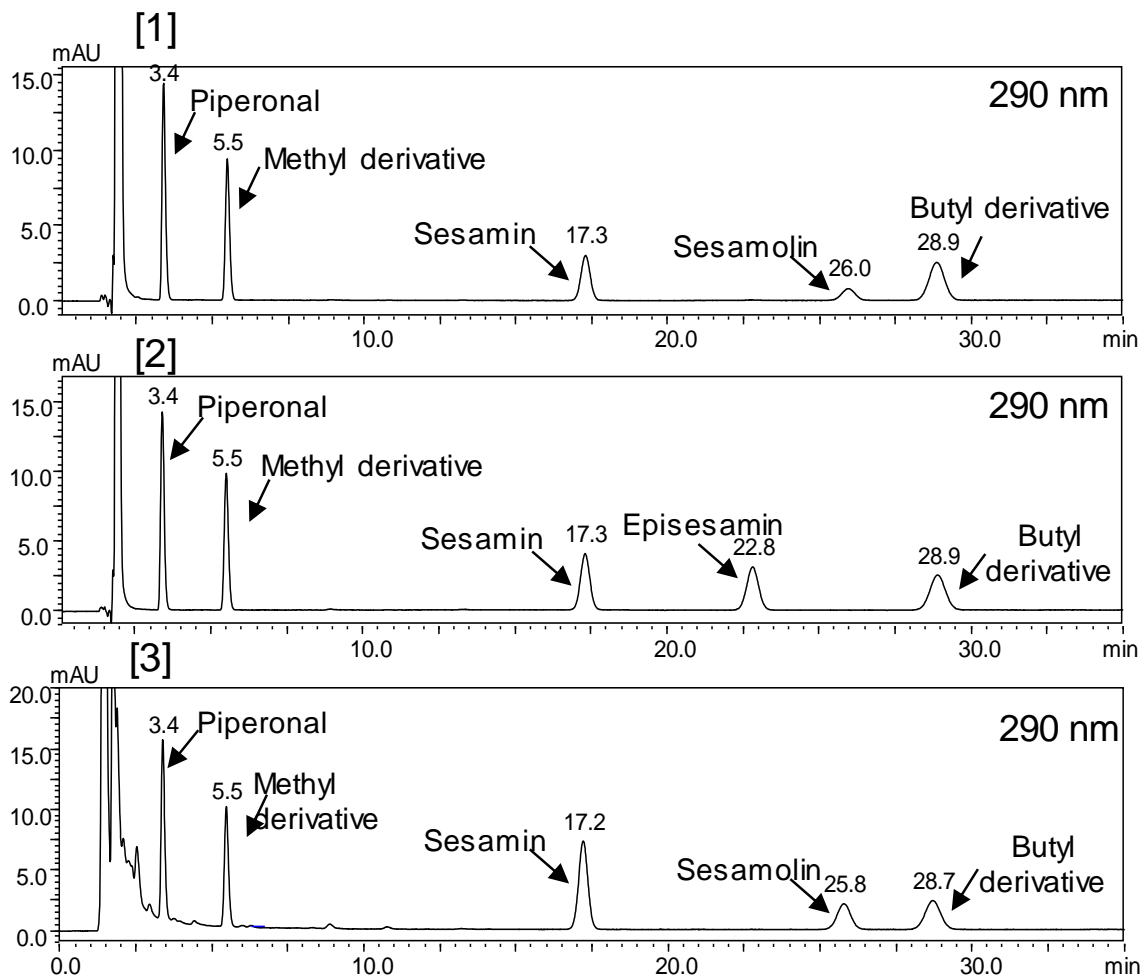 [1]
mAU
15.0
10.0
5.0
0.0
3.4
Piperonal
5.5
Methyl derivative
Sesamin
17.3
Sesamolin
26.0
Butyl derivative
28.9
290 nm
10.0
20.0
30.0
min
[2]
mAU
15.0
10.0
5.0
0.0
3.4
Piperonal
5.5
Methyl derivative
Sesamin
17.3
Episesamin
22.8
28.9
Butyl
derivative
290 nm
10.0
20.0
30.0
min
[3]
mAU
20.0
15.0
10.0
5.0
0.0
3.4
Piperonal
5.5
Methyl
derivative
Sesamin
17.2
Sesamolin
25.8
28.7
Butyl
derivative
290 nm
0.0
10.0
20.0
30.0
min